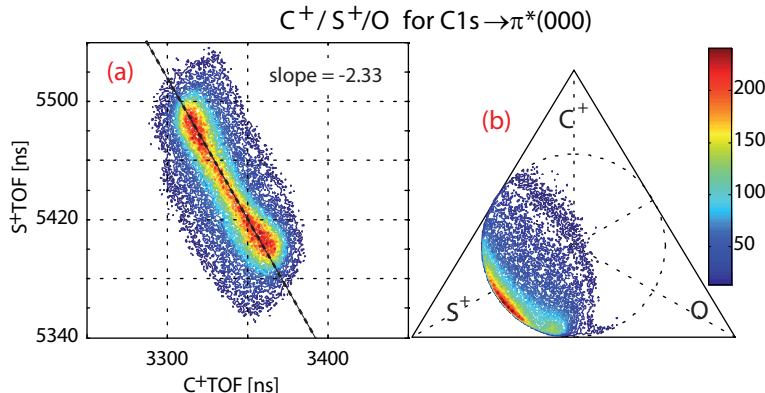 C⁺/S⁺/O for C1s→π*(000)
(a)
slope = -2.33
S⁺TOF [ns]
5500
5420
5340
3300
3400
C⁺TOF [ns]
(b)
C⁺
S⁺
O
200
150
100
50